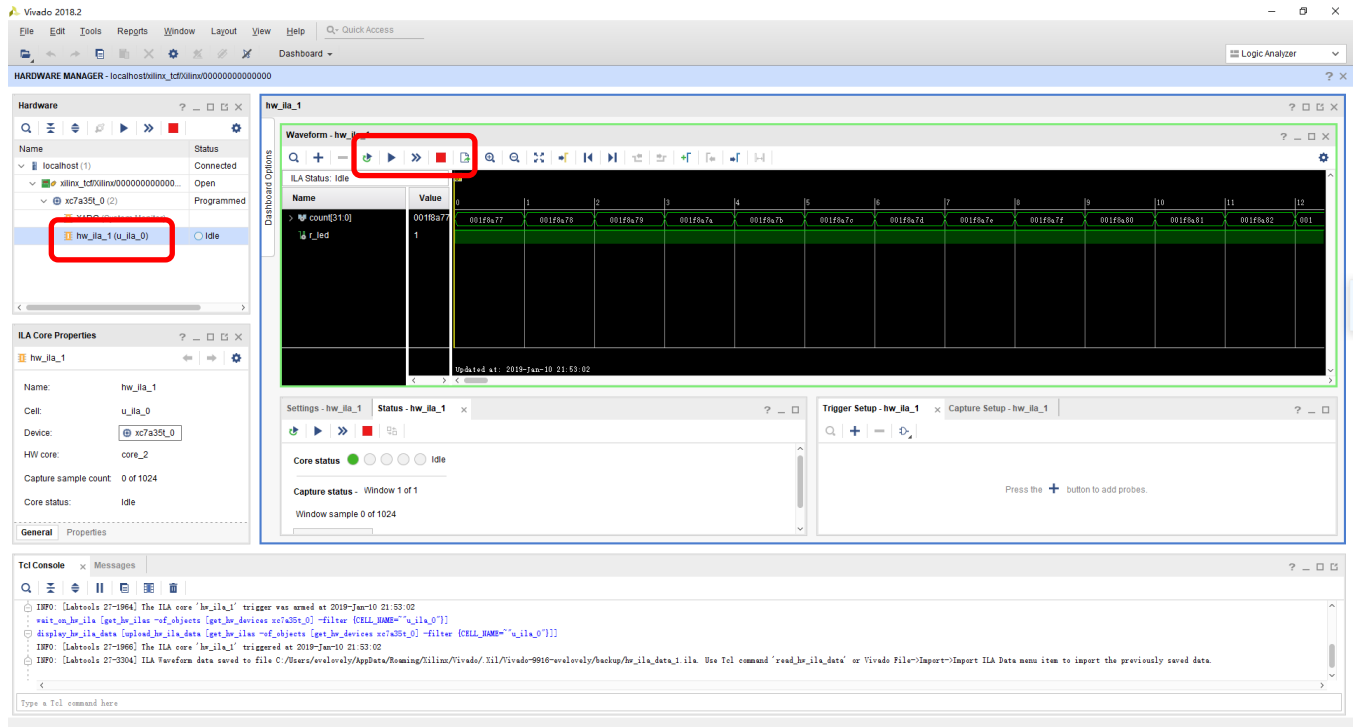 Vivado 2018.2
File Edit Tools Reports Window Layout View Help Quick Access
Dashboard Logic Analyzer
HARDWARE MANAGER - localhost/xilinx_tcf/Xilinx/00000000000000
Hardware
Name Status
localhost (1) Connected
xilinx_tcf/Xilinx/000000000000... Open
xc7a35t_0 (2) Programmed
XADC (System Monitor)
hw_ila_1 (u_ila_0) Idle
ILA Core Properties
hw_ila_1
Name: hw_ila_1
Cell: u_ila_0
Device: xc7a35t_0
HW core: core_2
Capture sample count: 0 of 1024
Core status: Idle
General Properties
hw_ila_1
Dashboard Options
Waveform - hw_ila_1
ILA Status: Idle
Name Value
0 1 2 3 4 5 6 7 8 9 10 11 12
count[31:0] 001f8a77 001f8a77 001f8a78 001f8a79 001f8a7a 001f8a7b 001f8a7c 001f8a7d 001f8a7e 001f8a7f 001f8a80 001f8a81 001f8a82 001
r_led 1
Updated at: 2019-Jan-10 21:53:02
Settings - hw_ila_1 Status - hw_ila_1
Core status Idle
Capture status - Window 1 of 1
Window sample 0 of 1024
Trigger Setup - hw_ila_1 Capture Setup - hw_ila_1
Press the + button to add probes.
Tcl Console Messages
INFO: [Labtools 27-1964] The ILA core 'hw_ila_1' trigger was armed at 2019-Jan-10 21:53:02
wait_on_hw_ila [get_hw_ilas -of_objects [get_hw_devices xc7a35t_0] -filter {CELL_NAME=~"u_ila_0"}]
display_hw_ila_data [upload_hw_ila_data [get_hw_ilas -of_objects [get_hw_devices xc7a35t_0] -filter {CELL_NAME=~"u_ila_0"}]]
INFO: [Labtools 27-1966] The ILA core 'hw_ila_1' triggered at 2019-Jan-10 21:53:02
INFO: [Labtools 27-3304] ILA Waveform data saved to file C:/Users/evelovely/AppData/Roaming/Xilinx/Vivado/.Xil/Vivado-9916-evelovely/backup/hw_ila_data_1.ila. Use Tcl command 'read_hw_ila_data' or Vivado File->Import->Import ILA Data menu item to import the previously saved data.
Type a Tcl command here